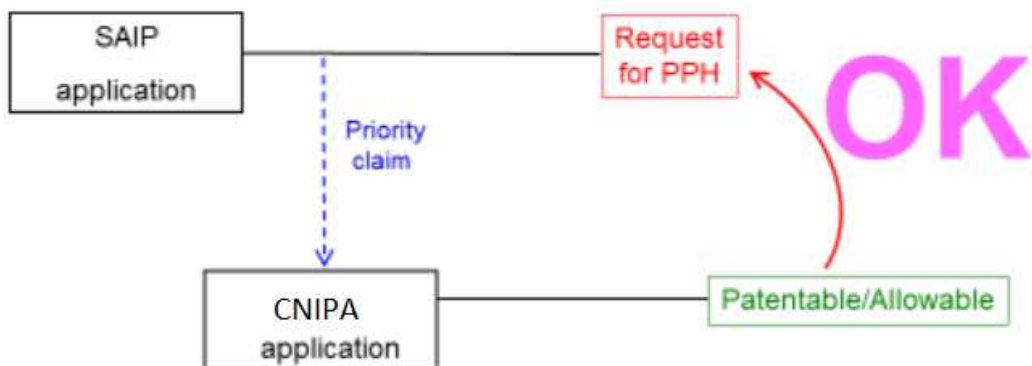 SAIP
application
Request
for PPH
OK
Priority
claim
CNIPA
application
Patentable/Allowable